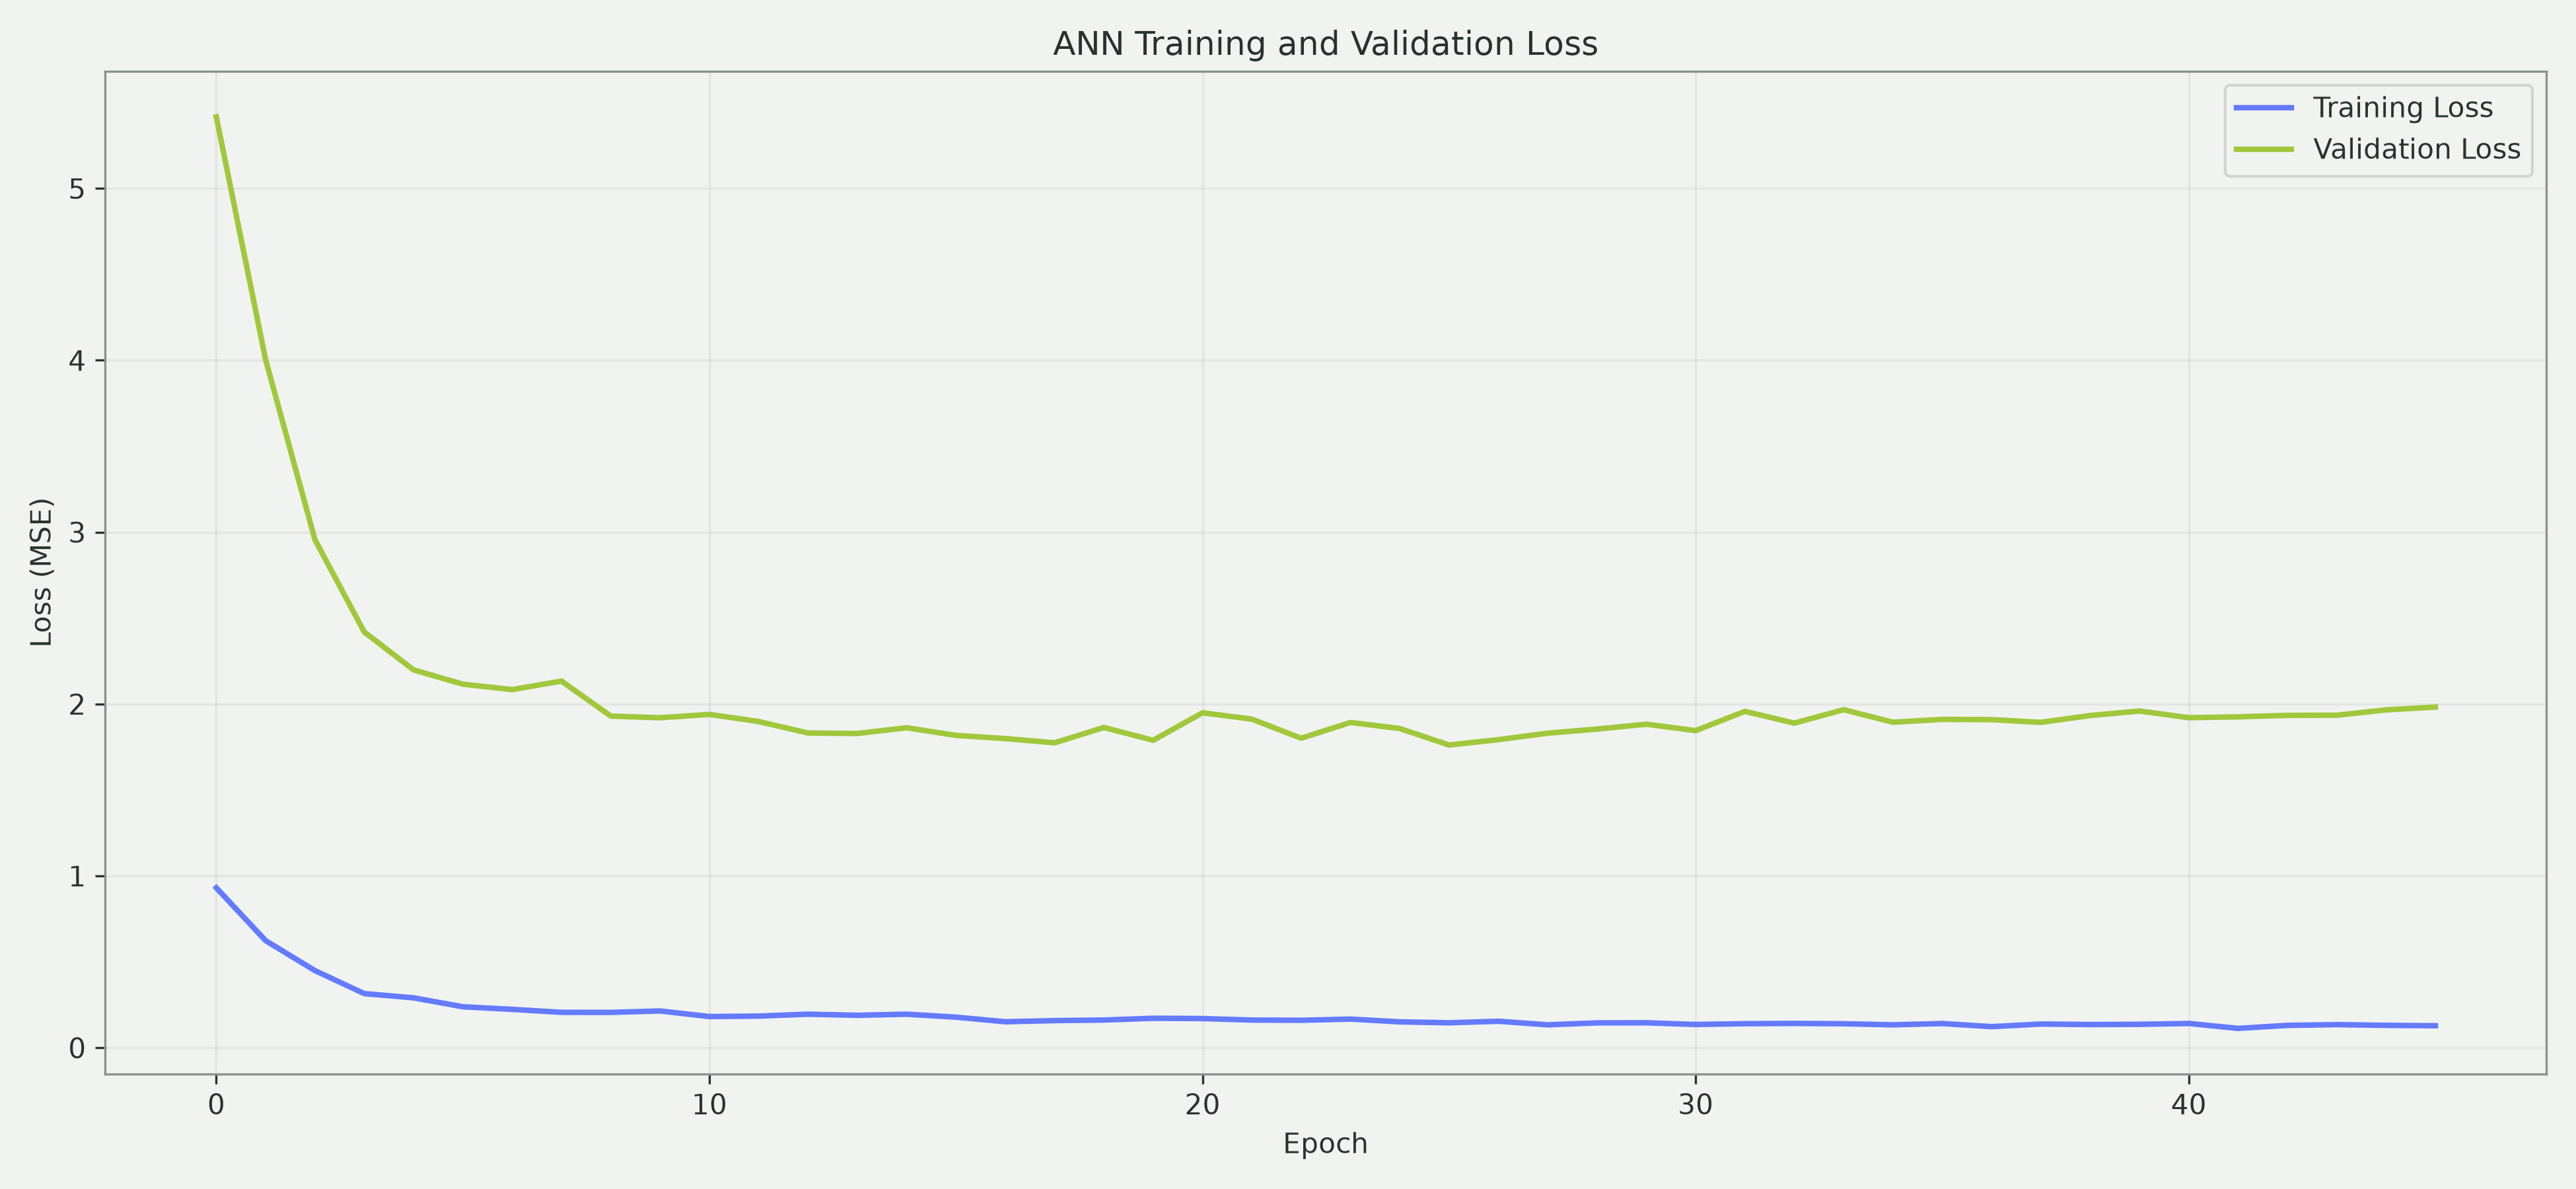 ANN Training and Validation Loss
Training Loss
Validation Loss
5
4
3
2
1
0
Loss (MSE)
0 10 20 30 40
Epoch